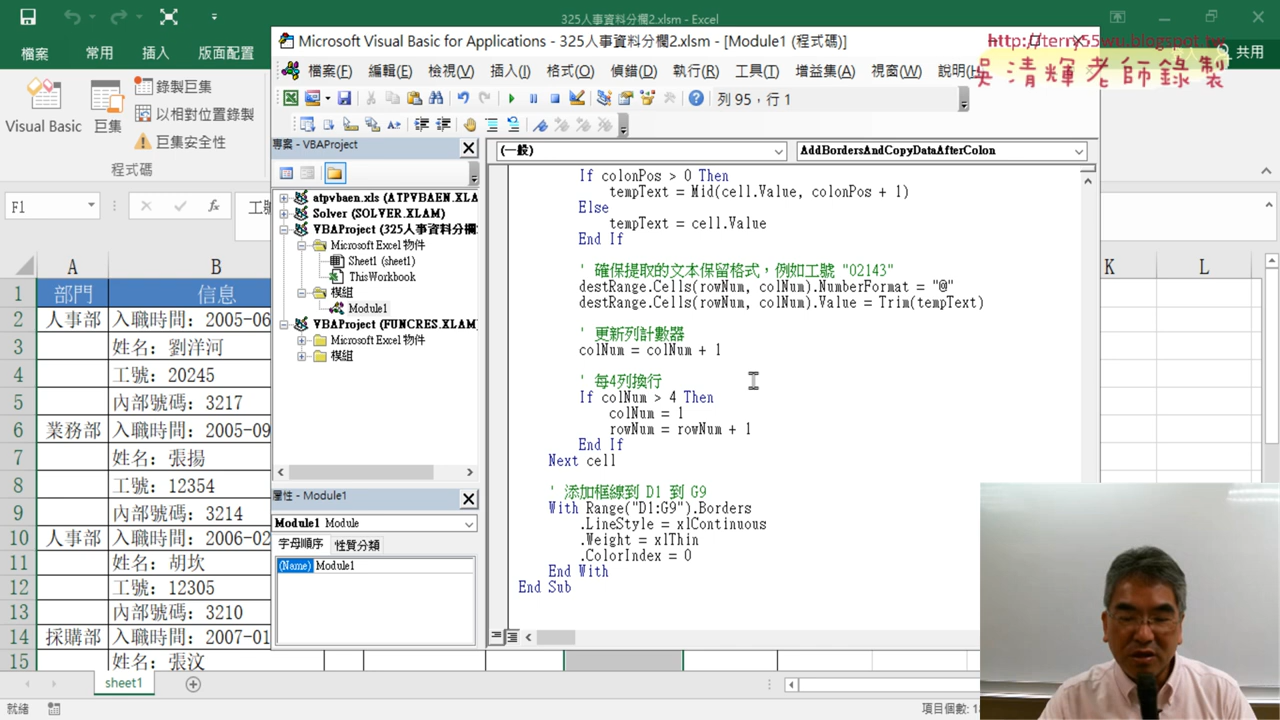 325人事資料分欄2.xlsm - Excel
檔案 常用 插入 版面配置 共用
Visual Basic 巨集 錄製巨集
以相對位置錄製
巨集安全性
程式碼
F1
Microsoft Visual Basic for Applications - 325人事資料分欄2.xlsm - [Module1 (程式碼)]
http://terry55wu.blogspot.tw
吳清輝老師錄製
檔案(F) 編輯(E) 檢視(V) 插入(I) 格式(O) 偵錯(D) 執行(R) 工具(T) 增益集(A) 視窗(W) 說明(H
列 95，行 1
專案 - VBAProject
(一般) AddBordersAndCopyDataAfterColon
atpvbaen.xls (ATPVBAEN.XLA
Solver (SOLVER.XLAM)
VBAProject (325人事資料分欄
Microsoft Excel 物件
Sheet1 (sheet1)
ThisWorkbook
模組
Module1
VBAProject (FUNCRES.XLAM
Microsoft Excel 物件
模組
屬性 - Module1
Module1 Module
字母順序 性質分類
(Name) Module1
If colonPos > 0 Then
tempText = Mid(cell.Value, colonPos + 1)
Else
tempText = cell.Value
End If
' 確保提取的文本保留格式，例如工號 "02143"
destRange.Cells(rowNum, colNum).NumberFormat = "@"
destRange.Cells(rowNum, colNum).Value = Trim(tempText)
' 更新列計數器
colNum = colNum + 1
' 每4列換行
If colNum > 4 Then
colNum = 1
rowNum = rowNum + 1
End If
Next cell
' 添加框線到 D1 到 G9
With Range("D1:G9").Borders
.LineStyle = xlContinuous
.Weight = xlThin
.ColorIndex = 0
End With
End Sub
A B K L
1 部門 信息
2 人事部 入職時間：2005-06
3 姓名：劉洋河
4 工號：20245
5 內部號碼：3217
6 業務部 入職時間：2005-09
7 姓名：張揚
8 工號：12354
9 內部號碼：3214
10 人事部 入職時間：2006-02
11 姓名：胡坎
12 工號：12305
13 內部號碼：3210
14 採購部 入職時間：2007-01
15 姓名：張汶
sheet1
就緒